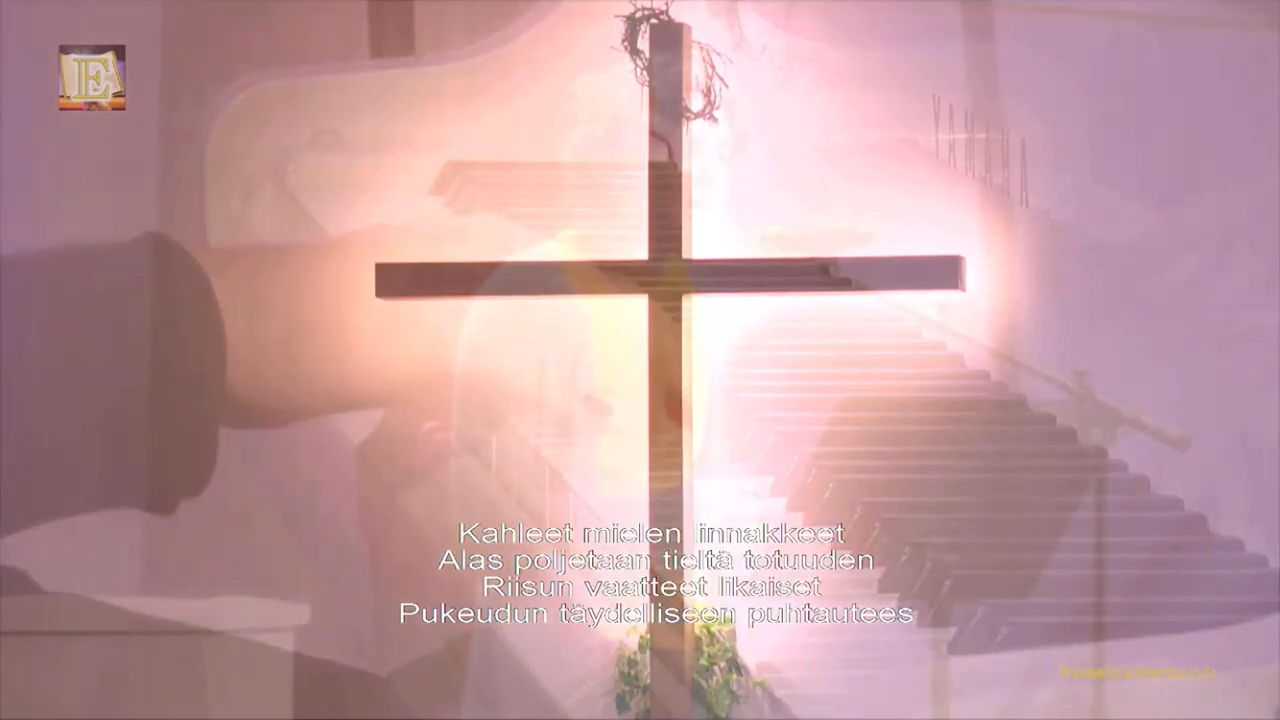 E
Kahleet mielen linnakkeet
Alas poljetaan tieltä totuuden
Riisun vaatteet likaiset
Pukeudun täydelliseen puhtautees